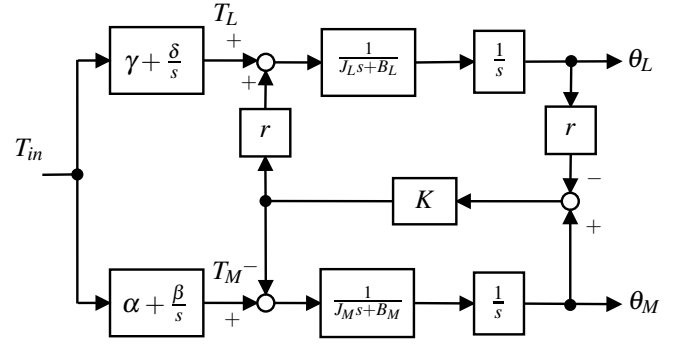 T_L
γ + δ/s
+
+
1/(J_L s+B_L)
1/s
θ_L
r
r
T_in
−
K
+
T_M
−
α + β/s
+
1/(J_M s+B_M)
1/s
θ_M